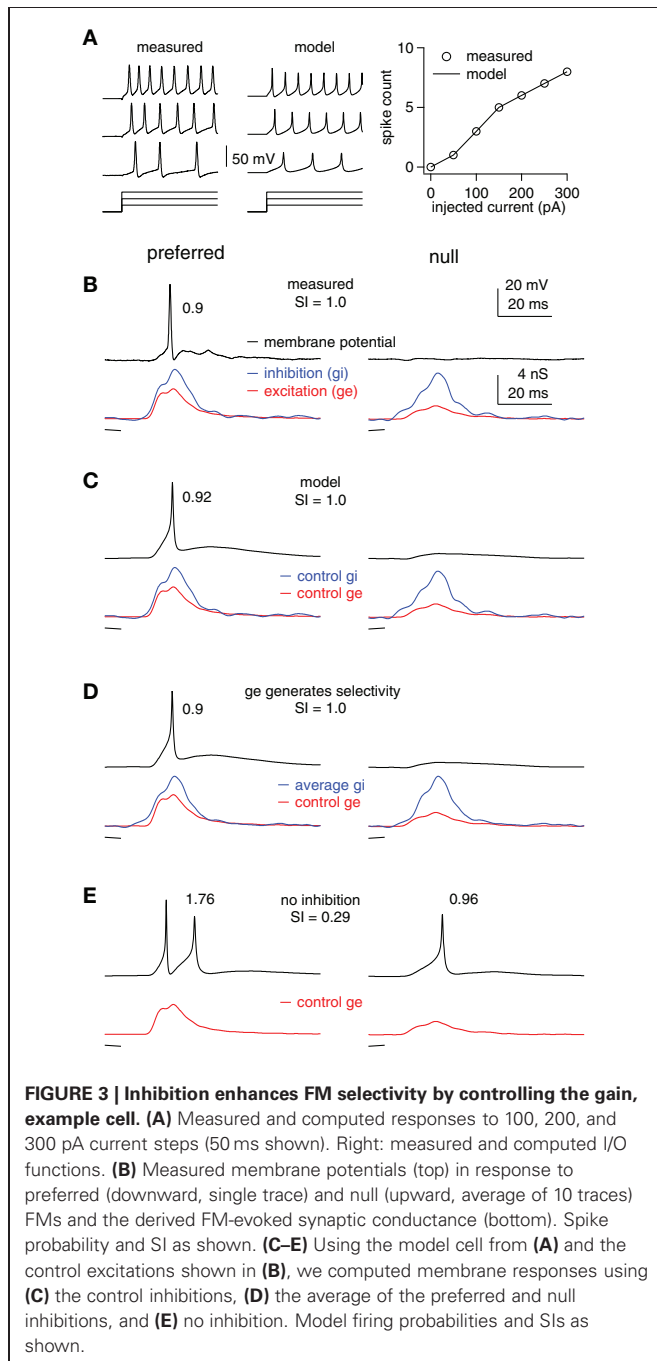 A
measured
model
50 mV
10
5
0
spike count
measured
model
0
100
200
300
injected current (pA)
preferred
null
B
measured
SI = 1.0
0.9
membrane potential
20 mV
20 ms
inhibition (gi)
excitation (ge)
4 nS
20 ms
C
model
SI = 1.0
0.92
control gi
control ge
D
ge generates selectivity
SI = 1.0
0.9
average gi
control ge
E
1.76
no inhibition
SI = 0.29
0.96
control ge
FIGURE 3 | Inhibition enhances FM selectivity by controlling the gain,
example cell. (A) Measured and computed responses to 100, 200, and
300 pA current steps (50 ms shown). Right: measured and computed I/O
functions. (B) Measured membrane potentials (top) in response to
preferred (downward, single trace) and null (upward, average of 10 traces)
FMs and the derived FM-evoked synaptic conductance (bottom). Spike
probability and SI as shown. (C–E) Using the model cell from (A) and the
control excitations shown in (B), we computed membrane responses using
(C) the control inhibitions, (D) the average of the preferred and null
inhibitions, and (E) no inhibition. Model firing probabilities and SIs as
shown.